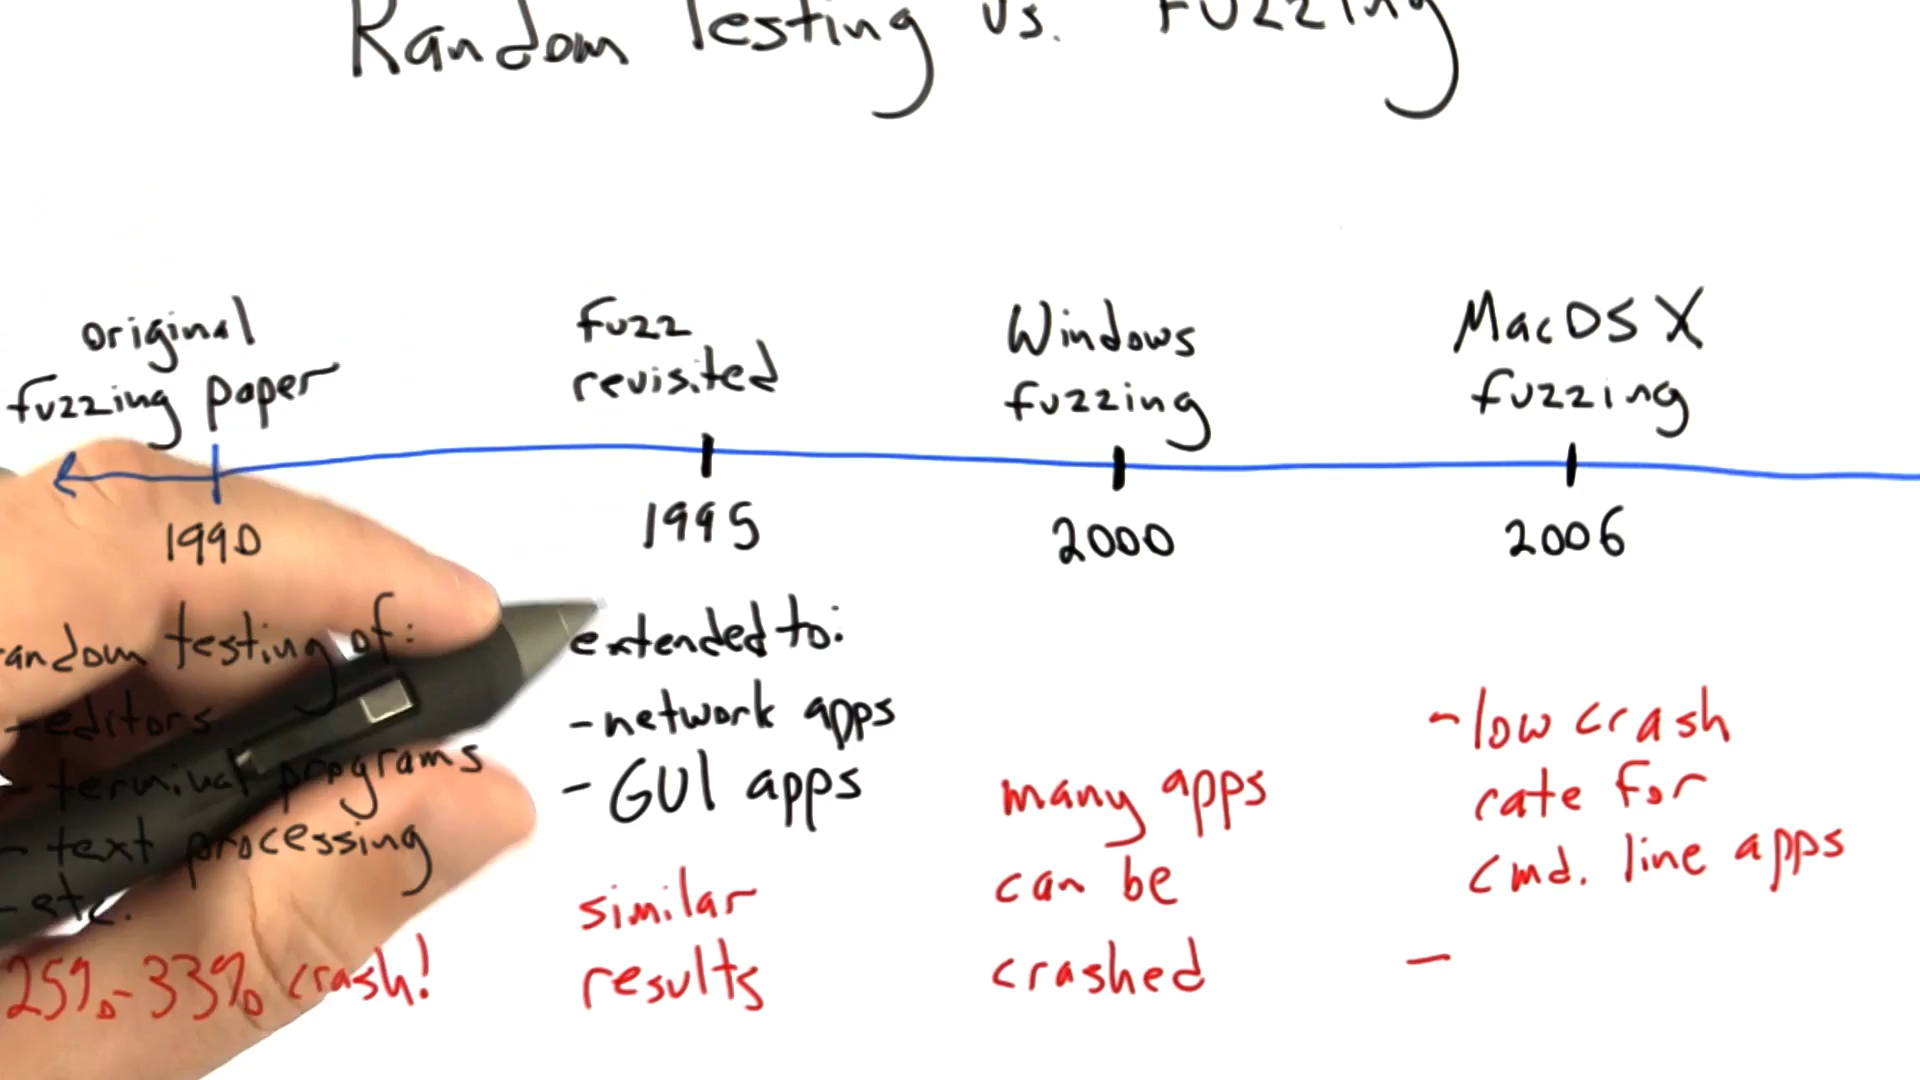 Random Testing vs. Fuzzing
original
fuzzing paper
fuzz
revisited
Windows
fuzzing
Mac OS X
fuzzing
1990
1995
2000
2006
random testing of:
- editors
- terminal programs
- text processing
- etc.
25%-33% crash!
extended to:
- network apps
- GUI apps
similar
results
many apps
can be
crashed
- low crash
rate for
cmd. line apps
-